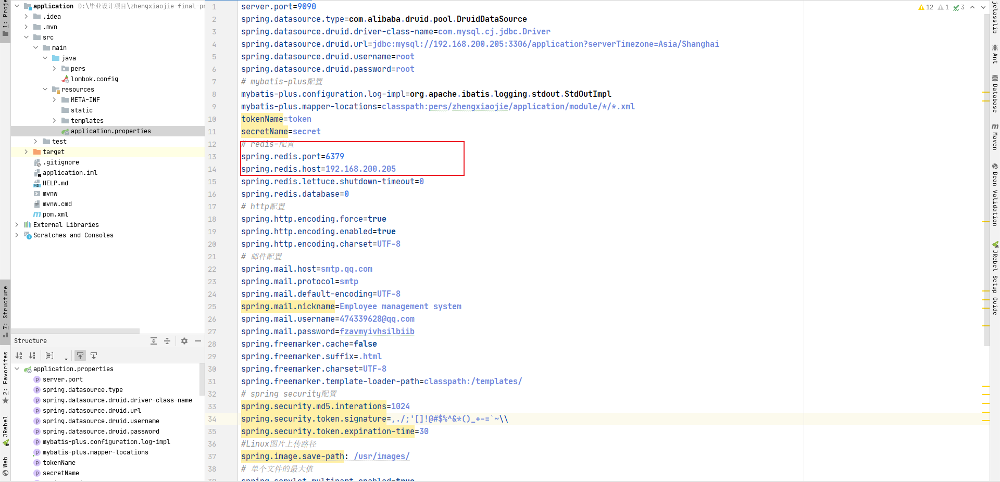 1: Proje
application D:\毕业设计项目\zhengxiaojie-final-pr
.idea
.mvn
src
main
java
pers
lombok.config
resources
META-INF
static
templates
application.properties
test
target
.gitignore
application.iml
HELP.md
mvnw
mvnw.cmd
pom.xml
External Libraries
Scratches and Consoles
7: Structure
2: Favorites
JRebel
Web
Structure
application.properties
server.port
spring.datasource.type
spring.datasource.druid.driver-class-name
spring.datasource.druid.url
spring.datasource.druid.username
spring.datasource.druid.password
mybatis-plus.configuration.log-impl
mybatis-plus.mapper-locations
tokenName
secretName
1 server.port=9090
2 spring.datasource.type=com.alibaba.druid.pool.DruidDataSource
3 spring.datasource.druid.driver-class-name=com.mysql.cj.jdbc.Driver
4 spring.datasource.druid.url=jdbc:mysql://192.168.200.205:3306/application?serverTimezone=Asia/Shanghai
5 spring.datasource.druid.username=root
6 spring.datasource.druid.password=root
7 # mybatis-plus配置
8 mybatis-plus.configuration.log-impl=org.apache.ibatis.logging.stdout.StdOutImpl
9 mybatis-plus.mapper-locations=classpath:pers/zhengxiaojie/application/module/*/*.xml
10 tokenName=token
11 secretName=secret
12 # redis-配置
13 spring.redis.port=6379
14 spring.redis.host=192.168.200.205
15 spring.redis.lettuce.shutdown-timeout=0
16 spring.redis.database=0
17 # http配置
18 spring.http.encoding.force=true
19 spring.http.encoding.enabled=true
20 spring.http.encoding.charset=UTF-8
21 # 邮件配置
22 spring.mail.host=smtp.qq.com
23 spring.mail.protocol=smtp
24 spring.mail.default-encoding=UTF-8
25 spring.mail.nickname=Employee management system
26 spring.mail.username=474339628@qq.com
27 spring.mail.password=fzavmyivhsilbiib
28 spring.freemarker.cache=false
29 spring.freemarker.suffix=.html
30 spring.freemarker.charset=UTF-8
31 spring.freemarker.template-loader-path=classpath:/templates/
32 # spring security配置
33 spring.security.md5.interations=1024
34 spring.security.token.signature=,./;'[]!@#$%^&*()_+-=`~\\
35 spring.security.token.expiration-time=30
36 #Linux图片上传路径
37 spring.image.save-path: /usr/images/
38 # 单个文件的最大值
39 spring.servlet.multipart.enabled=true
12 1 3
jclasslib
Ant
Database
Maven
Bean Validation
JRebel Setup Guide